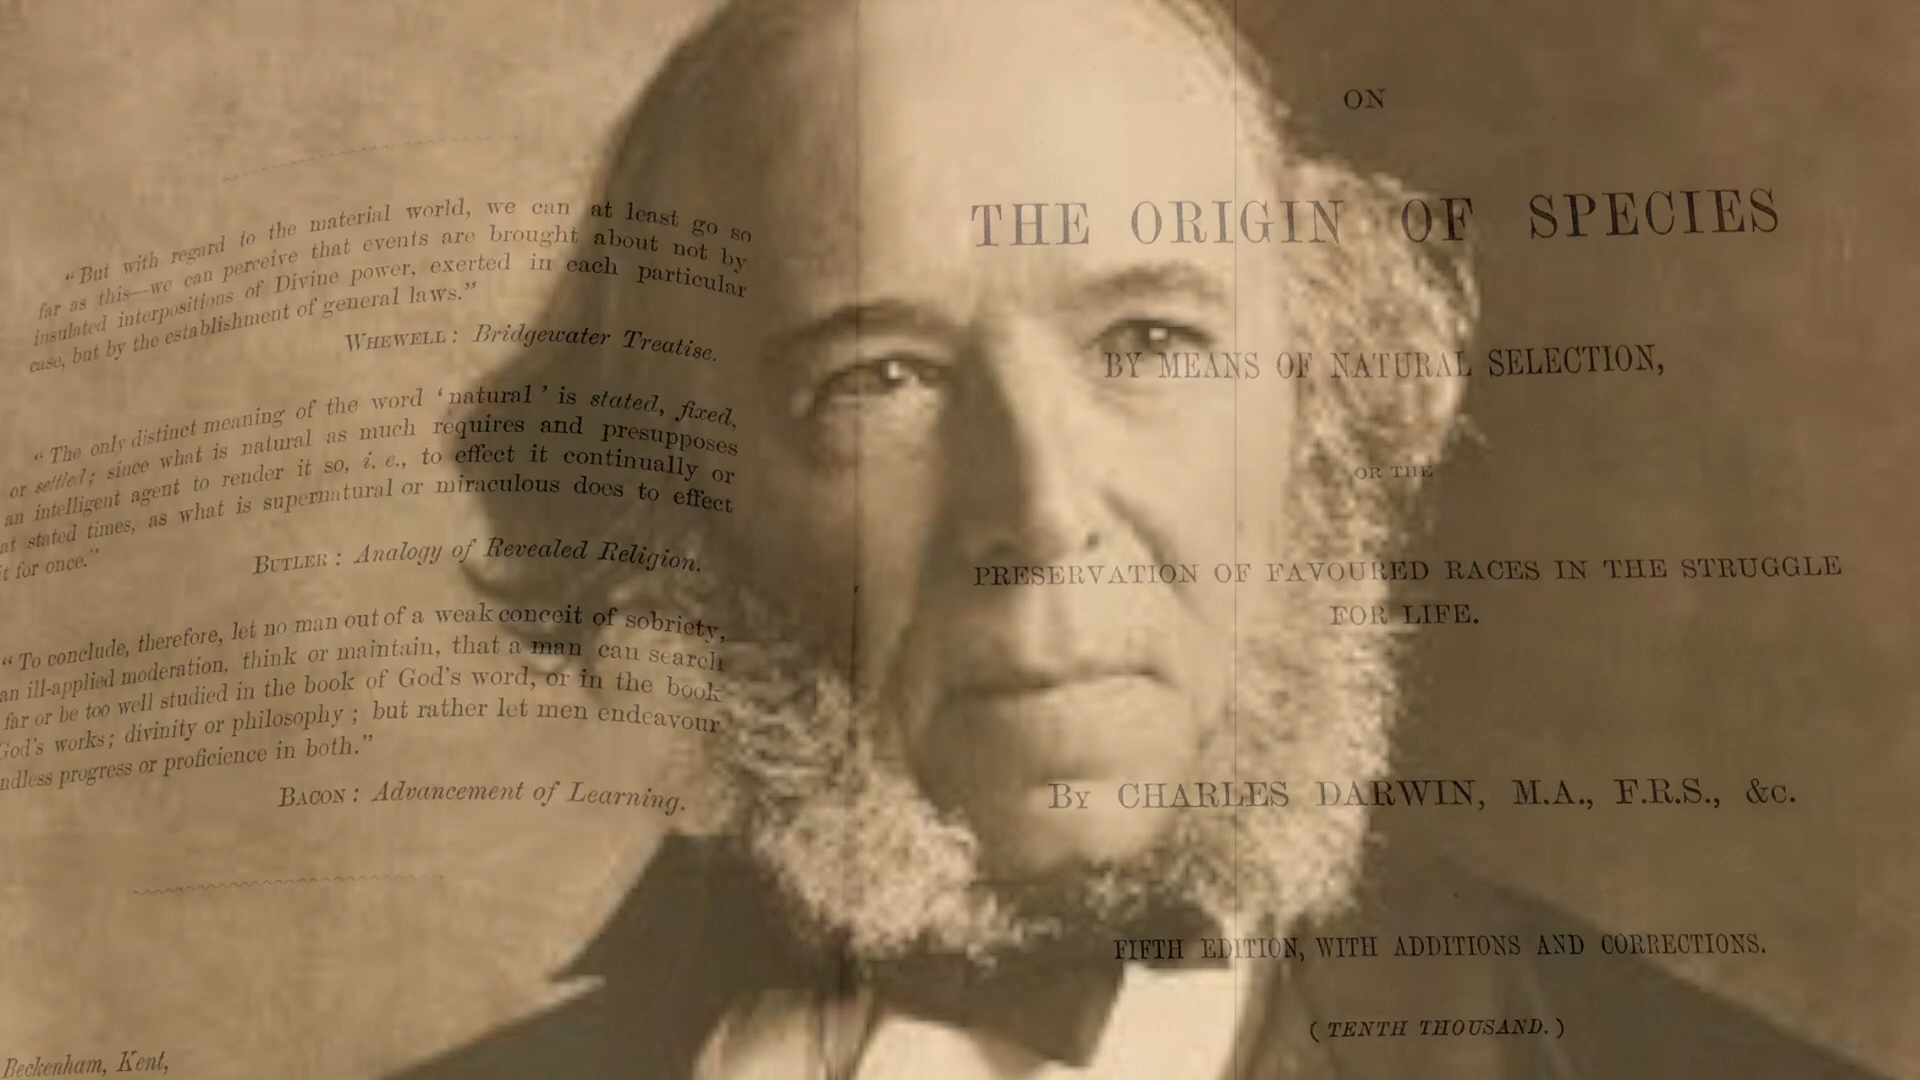 “But with regard to the material world, we can at least go so
far as this—we can perceive that events are brought about not by
insulated interpositions of Divine power, exerted in each particular
case, but by the establishment of general laws.”
WHEWELL: Bridgewater Treatise.
“The only distinct meaning of the word ‘natural’ is stated, fixed,
or settled; since what is natural as much requires and presupposes
an intelligent agent to render it so, i. e., to effect it continually or
at stated times, as what is supernatural or miraculous does to effect
it for once.”
BUTLER: Analogy of Revealed Religion.
“To conclude, therefore, let no man out of a weak conceit of sobriety,
an ill-applied moderation, think or maintain, that a man can search
far or be too well studied in the book of God's word, or in the book
God's works; divinity or philosophy; but rather let men endeavour
ndless progress or proficience in both.”
BACON: Advancement of Learning.
Beckenham, Kent,
ON
THE ORIGIN OF SPECIES
BY MEANS OF NATURAL SELECTION,
OR THE
PRESERVATION OF FAVOURED RACES IN THE STRUGGLE
FOR LIFE.
BY CHARLES DARWIN, M.A., F.R.S., &c.
FIFTH EDITION, WITH ADDITIONS AND CORRECTIONS.
(TENTH THOUSAND.)